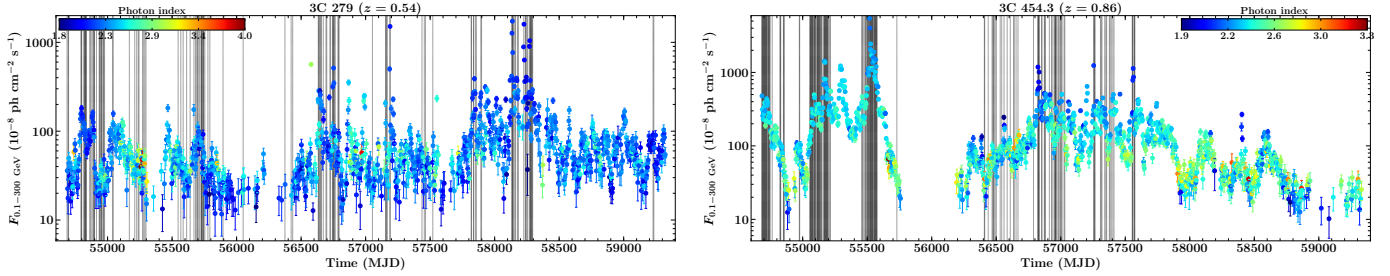 3C 279 (z = 0.54)
Photon index
1.8 2.3 2.9 3.4 4.0
F0.1−300 GeV (10−8 ph cm−2 s−1)
1000
100
10
55000 55500 56000 56500 57000 57500 58000 58500 59000
Time (MJD)
3C 454.3 (z = 0.86)
Photon index
1.9 2.3 2.6 3.0 3.3
F0.1−300 GeV (10−8 ph cm−2 s−1)
1000
100
10
55000 55500 56000 56500 57000 57500 58000 58500 59000
Time (MJD)